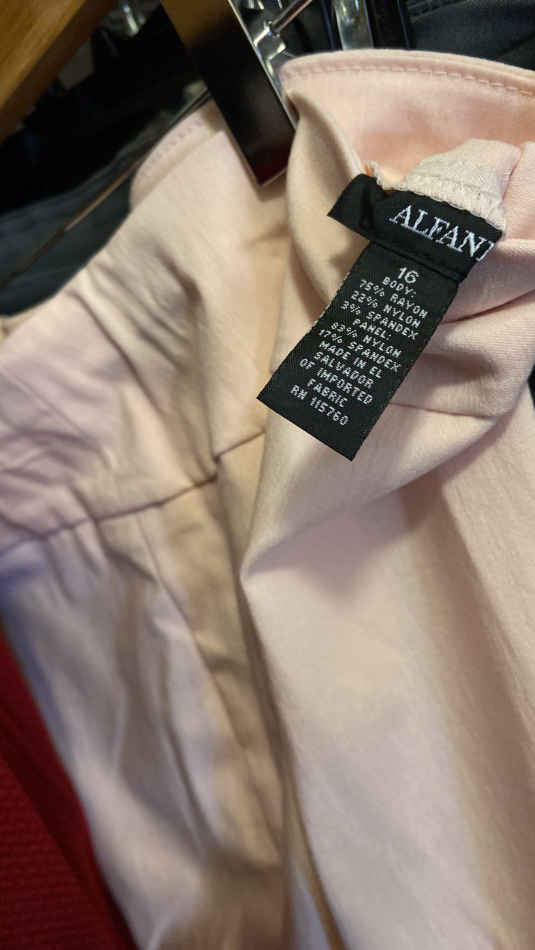 ALFANI
16
BODY:
75% RAYON
22% NYLON
3% SPANDEX
PANEL:
83% NYLON
17% SPANDEX
MADE IN EL
SALVADOR
OF IMPORTED
FABRIC
RN 115760